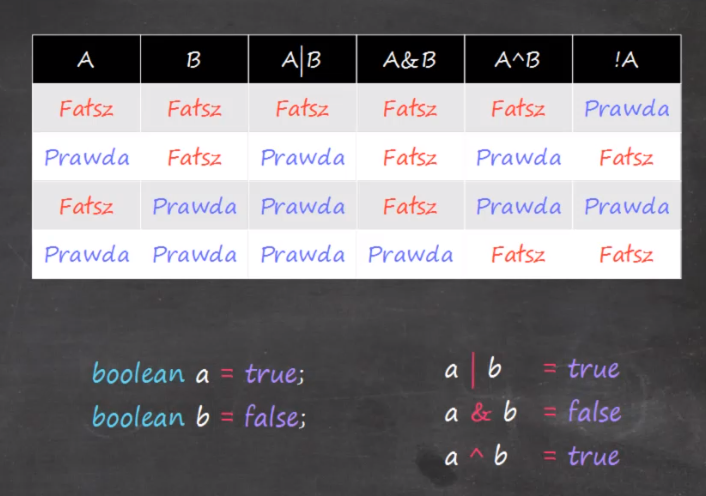 A B A|B A&B A^B !A
Fałsz Fałsz Fałsz Fałsz Fałsz Prawda
Prawda Fałsz Prawda Fałsz Prawda Fałsz
Fałsz Prawda Prawda Fałsz Prawda Prawda
Prawda Prawda Prawda Prawda Fałsz Fałsz
boolean a = true;
boolean b = false;
a | b = true
a & b = false
a ^ b = true